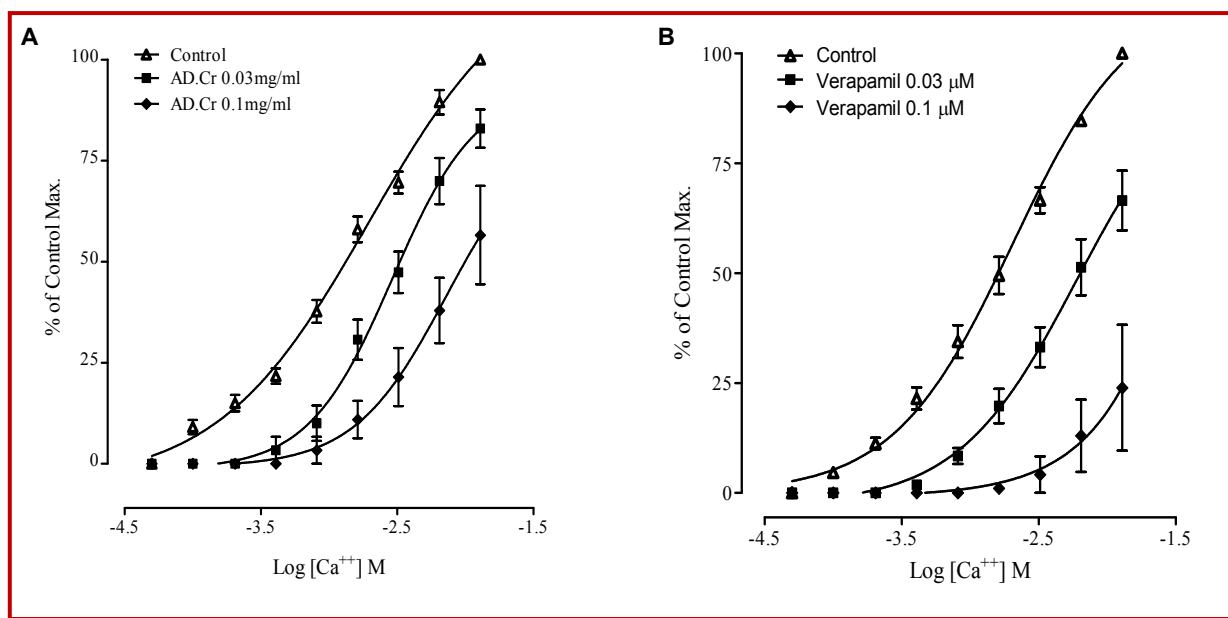 A
Control
AD.Cr 0.03mg/ml
AD.Cr 0.1mg/ml
% of Control Max.
100
75
50
25
0
-4.5
-3.5
-2.5
-1.5
Log [Ca++] M
B
Control
Verapamil 0.03 µM
Verapamil 0.1 µM
% of Control Max.
100
75
50
25
0
-4.5
-3.5
-2.5
-1.5
Log [Ca++] M